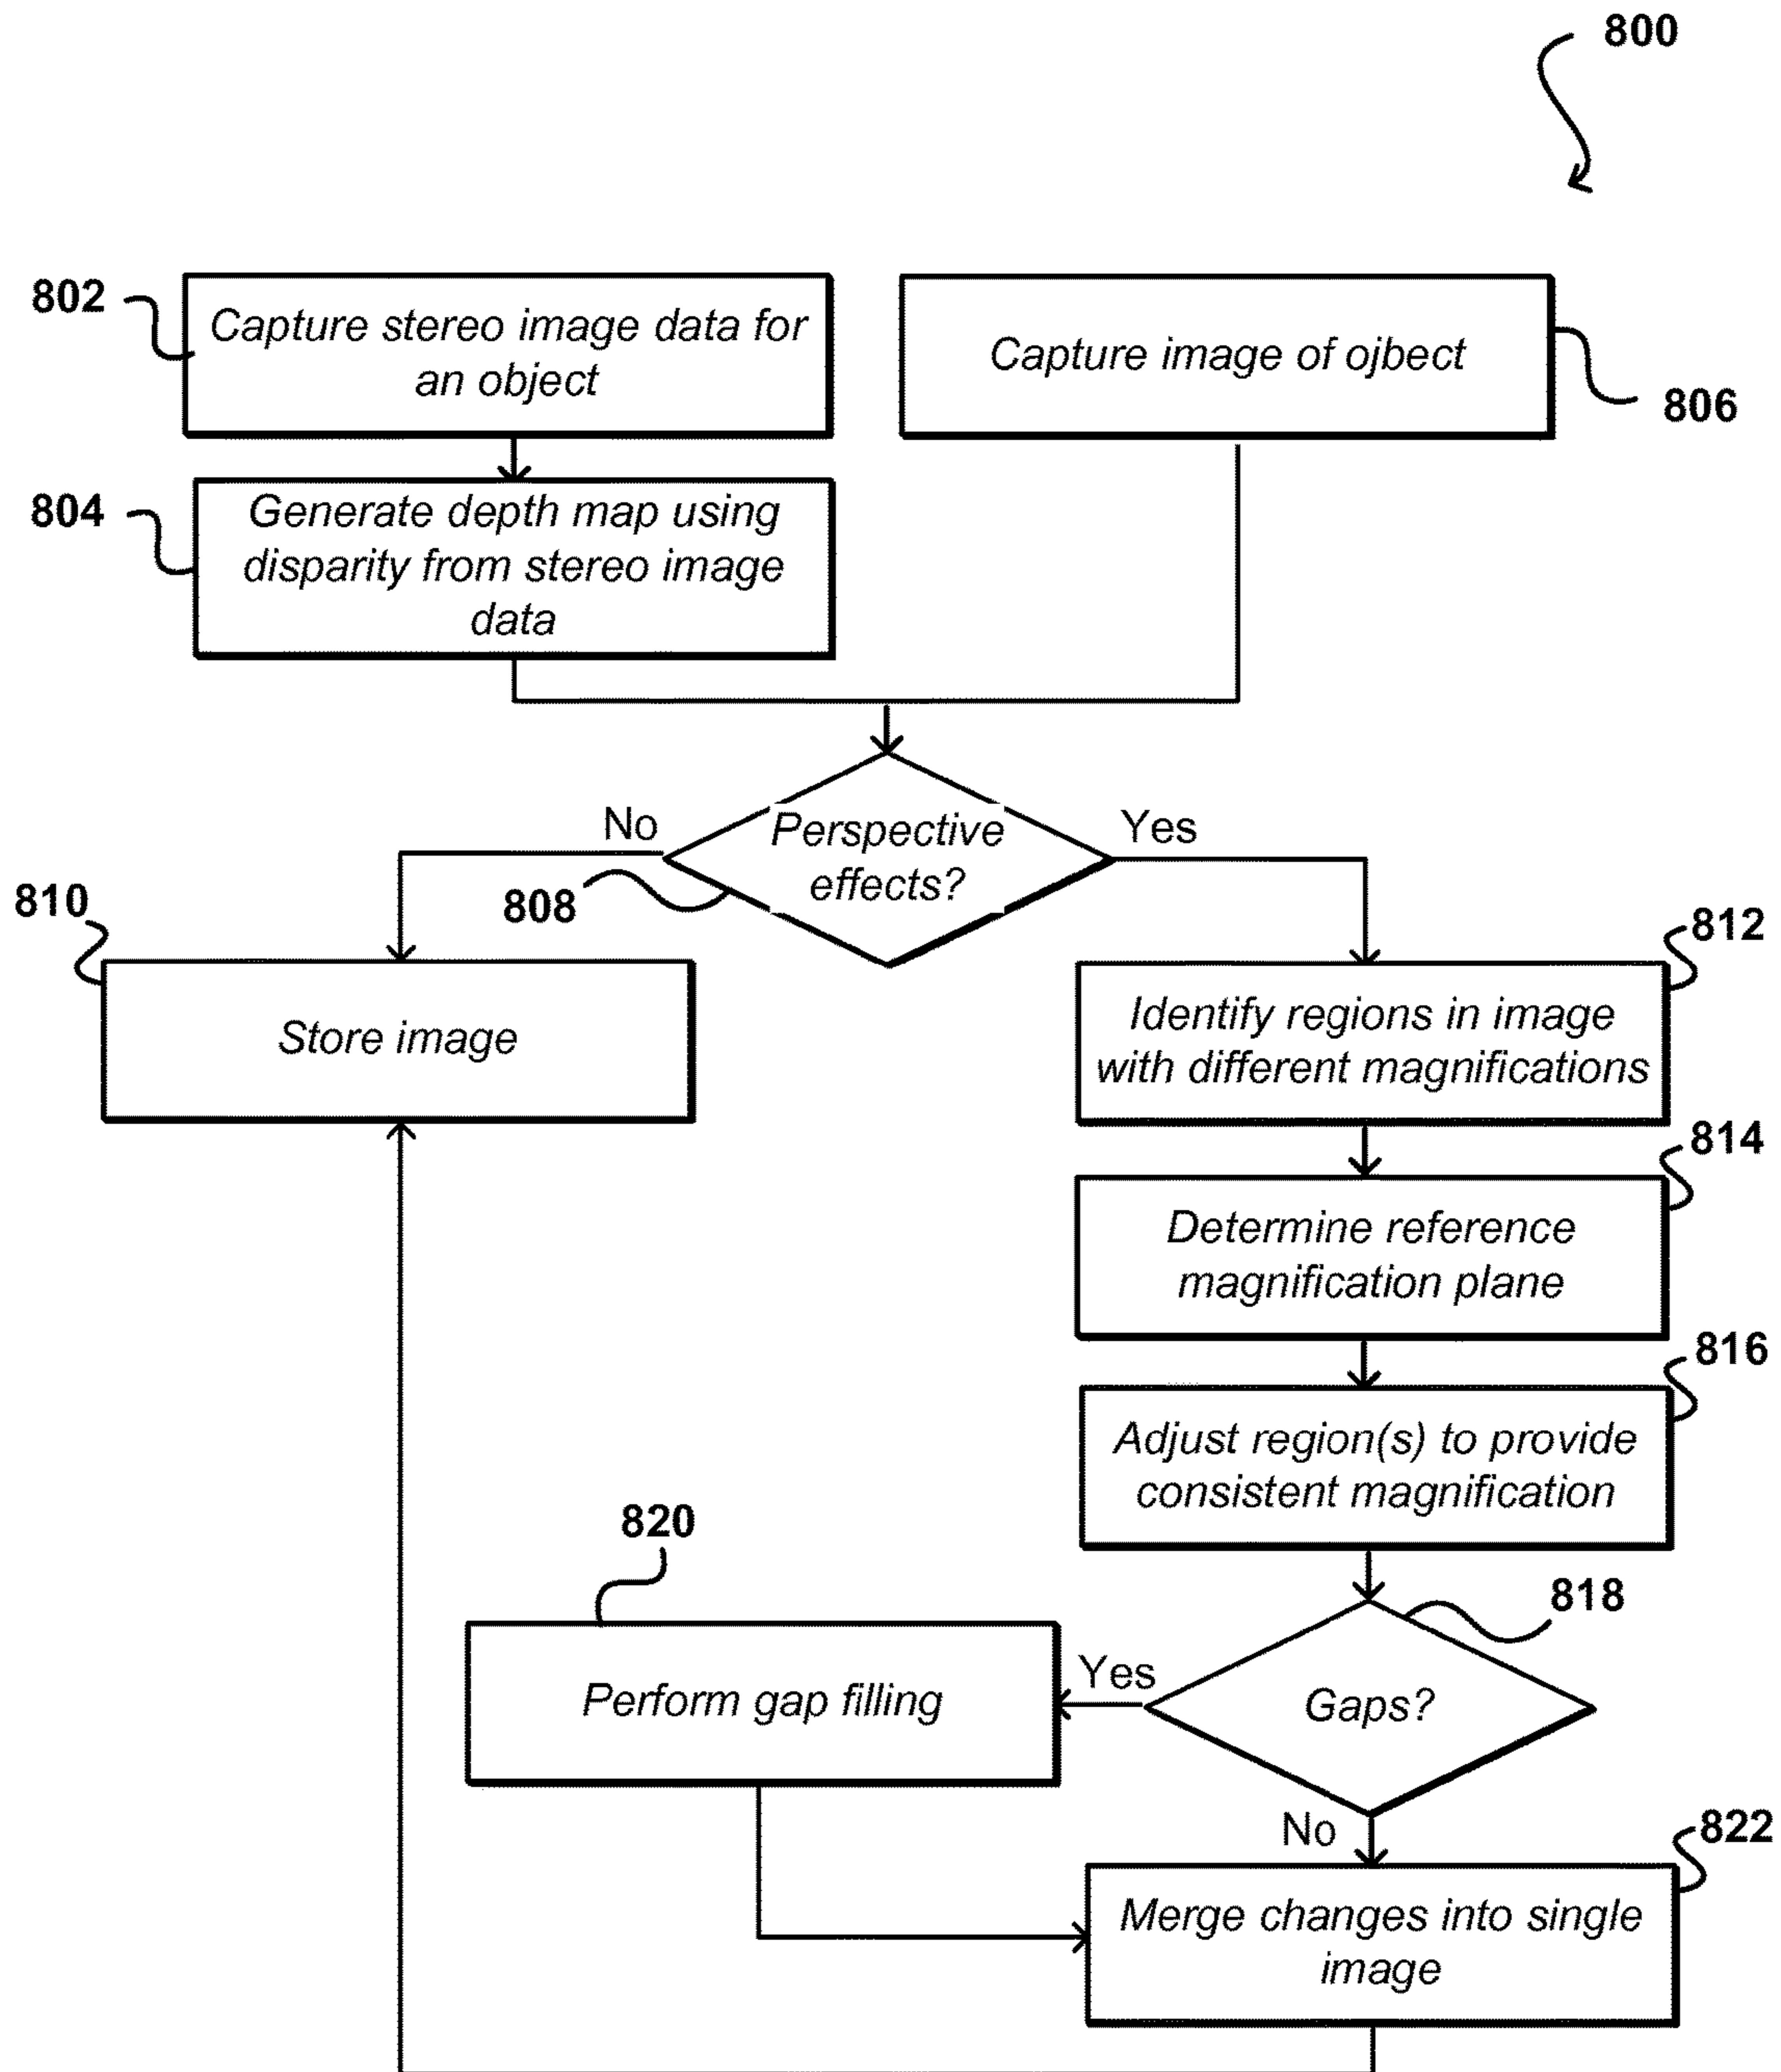 800
802
Capture stereo image data for
an object
Capture image of ojbect
806
804
Generate depth map using
disparity from stereo image
data
No
Perspective
effects?
Yes
808
810
Store image
812
Identify regions in image
with different magnifications
814
Determine reference
magnification plane
816
Adjust region(s) to provide
consistent magnification
820
818
Perform gap filling
Yes
Gaps?
No
822
Merge changes into single
image